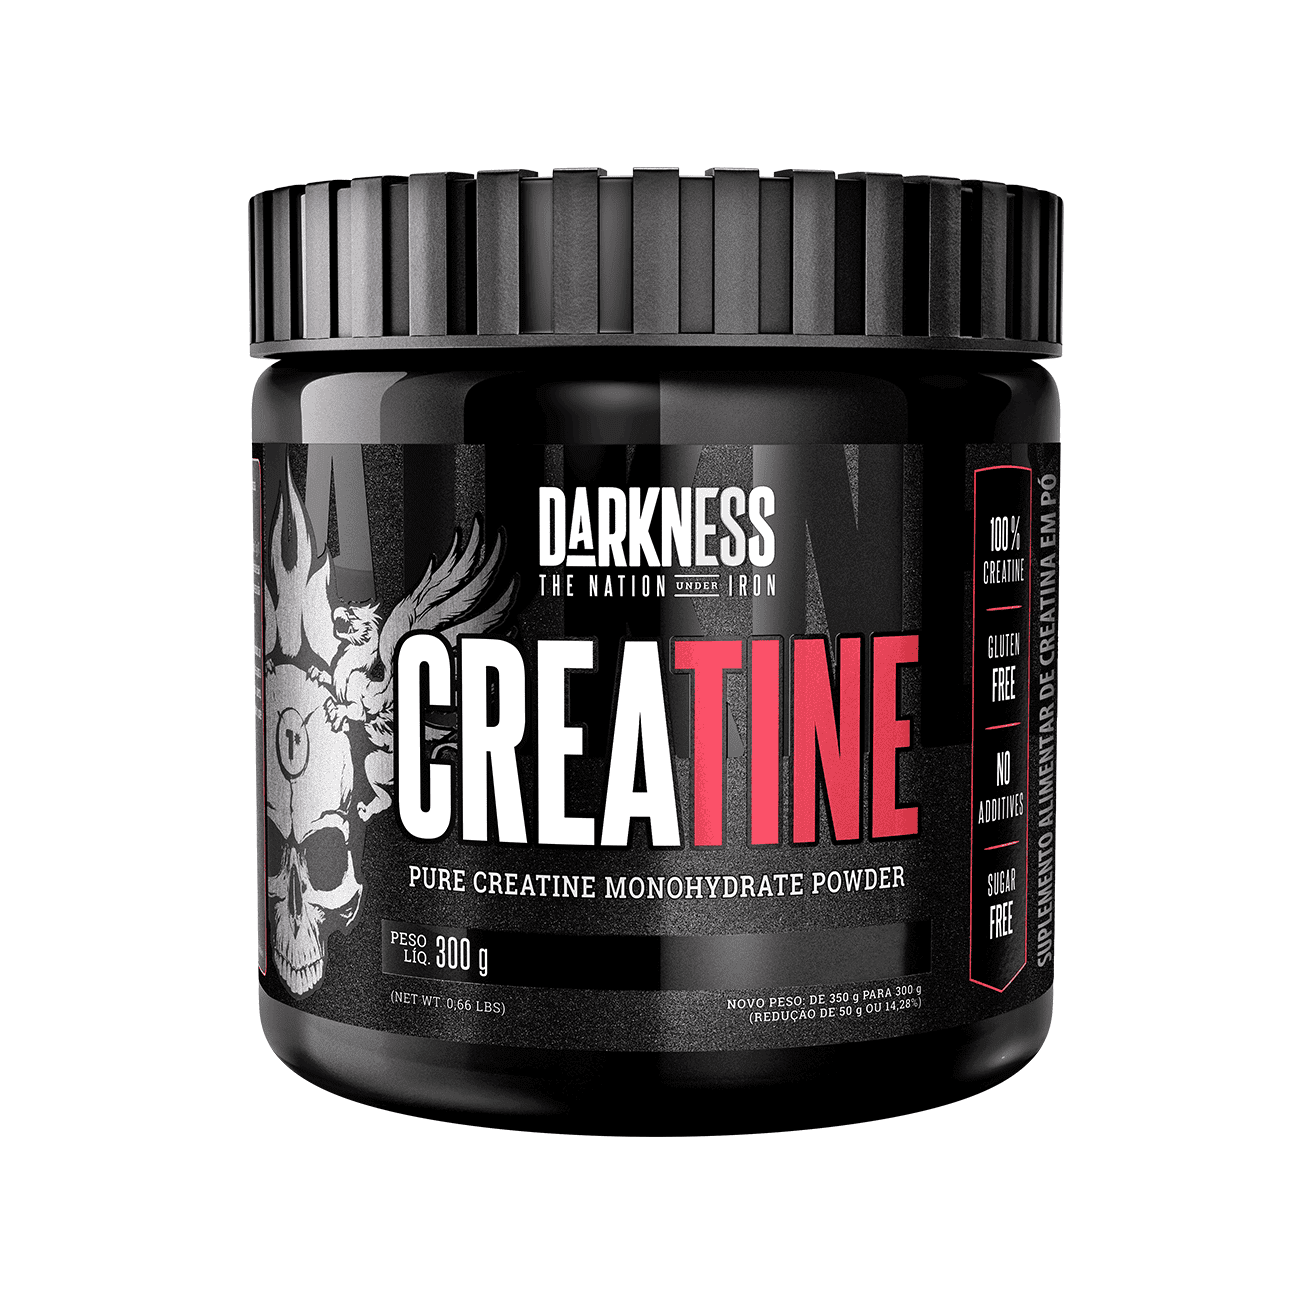 DARKNESS
THE NATION UNDER IRON
CREATINE
PURE CREATINE MONOHYDRATE POWDER
PESO
LÍQ. 300 g
(NET WT. 0,66 LBS)
NOVO PESO: DE 350 g PARA 300 g
(REDUÇÃO DE 50 g OU 14,28%)
100%
CREATINE
GLUTEN
FREE
NO
ADDITIVES
SUGAR
FREE
SUPLEMENTO ALIMENTAR DE CREATINA EM PÓ